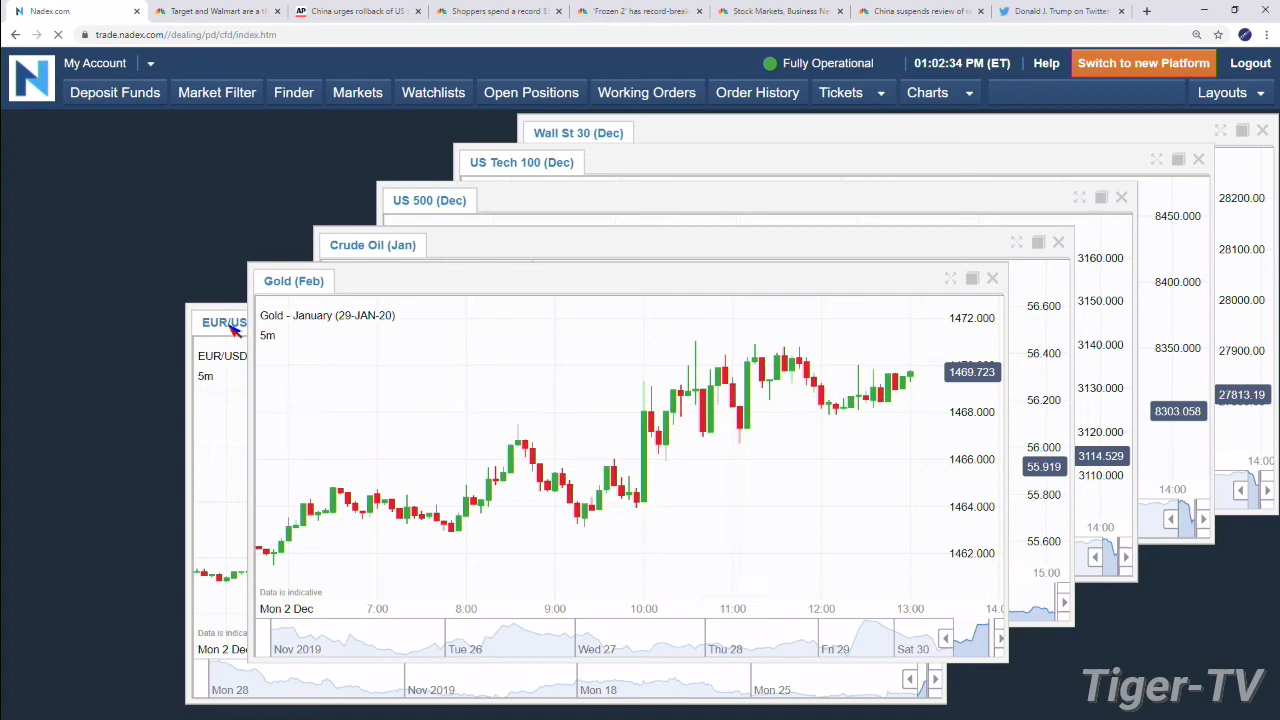 Nadex.com
Target and Walmart are a th
China urges rollback of US
Shoppers spend a record $
'Frozen 2' has record-break
Stock Markets, Business Ne
China suspends review of re
Donald J. Trump on Twitter
trade.nadex.com//dealing/pd/cfd/index.htm
My Account
Fully Operational
01:02:34 PM (ET)
Help
Switch to new Platform
Logout
Deposit Funds
Market Filter
Finder
Markets
Watchlists
Open Positions
Working Orders
Order History
Tickets
Charts
Layouts
Wall St 30 (Dec)
28200.00
28100.00
28000.00
27900.00
27813.19
14:00
US Tech 100 (Dec)
8450.000
8400.000
8350.000
8303.058
14:00
US 500 (Dec)
3160.000
3150.000
3140.000
3130.000
3120.000
3114.529
3110.000
14:00
Crude Oil (Jan)
56.600
56.400
56.200
56.000
55.919
55.800
55.600
15:00
Gold (Feb)
Gold - January (29-JAN-20)
5m
1472.000
1469.723
1468.000
1466.000
1464.000
1462.000
Data is indicative
Mon 2 Dec
7:00
8:00
9:00
10:00
11:00
12:00
13:00
14:0
Nov 2019
Tue 26
Wed 27
Thu 28
Fri 29
Sat 30
EUR/US
EUR/USD
5m
Data is indica
Mon 2 De
Mon 28
Nov 2019
Mon 18
Mon 25
Tiger-TV